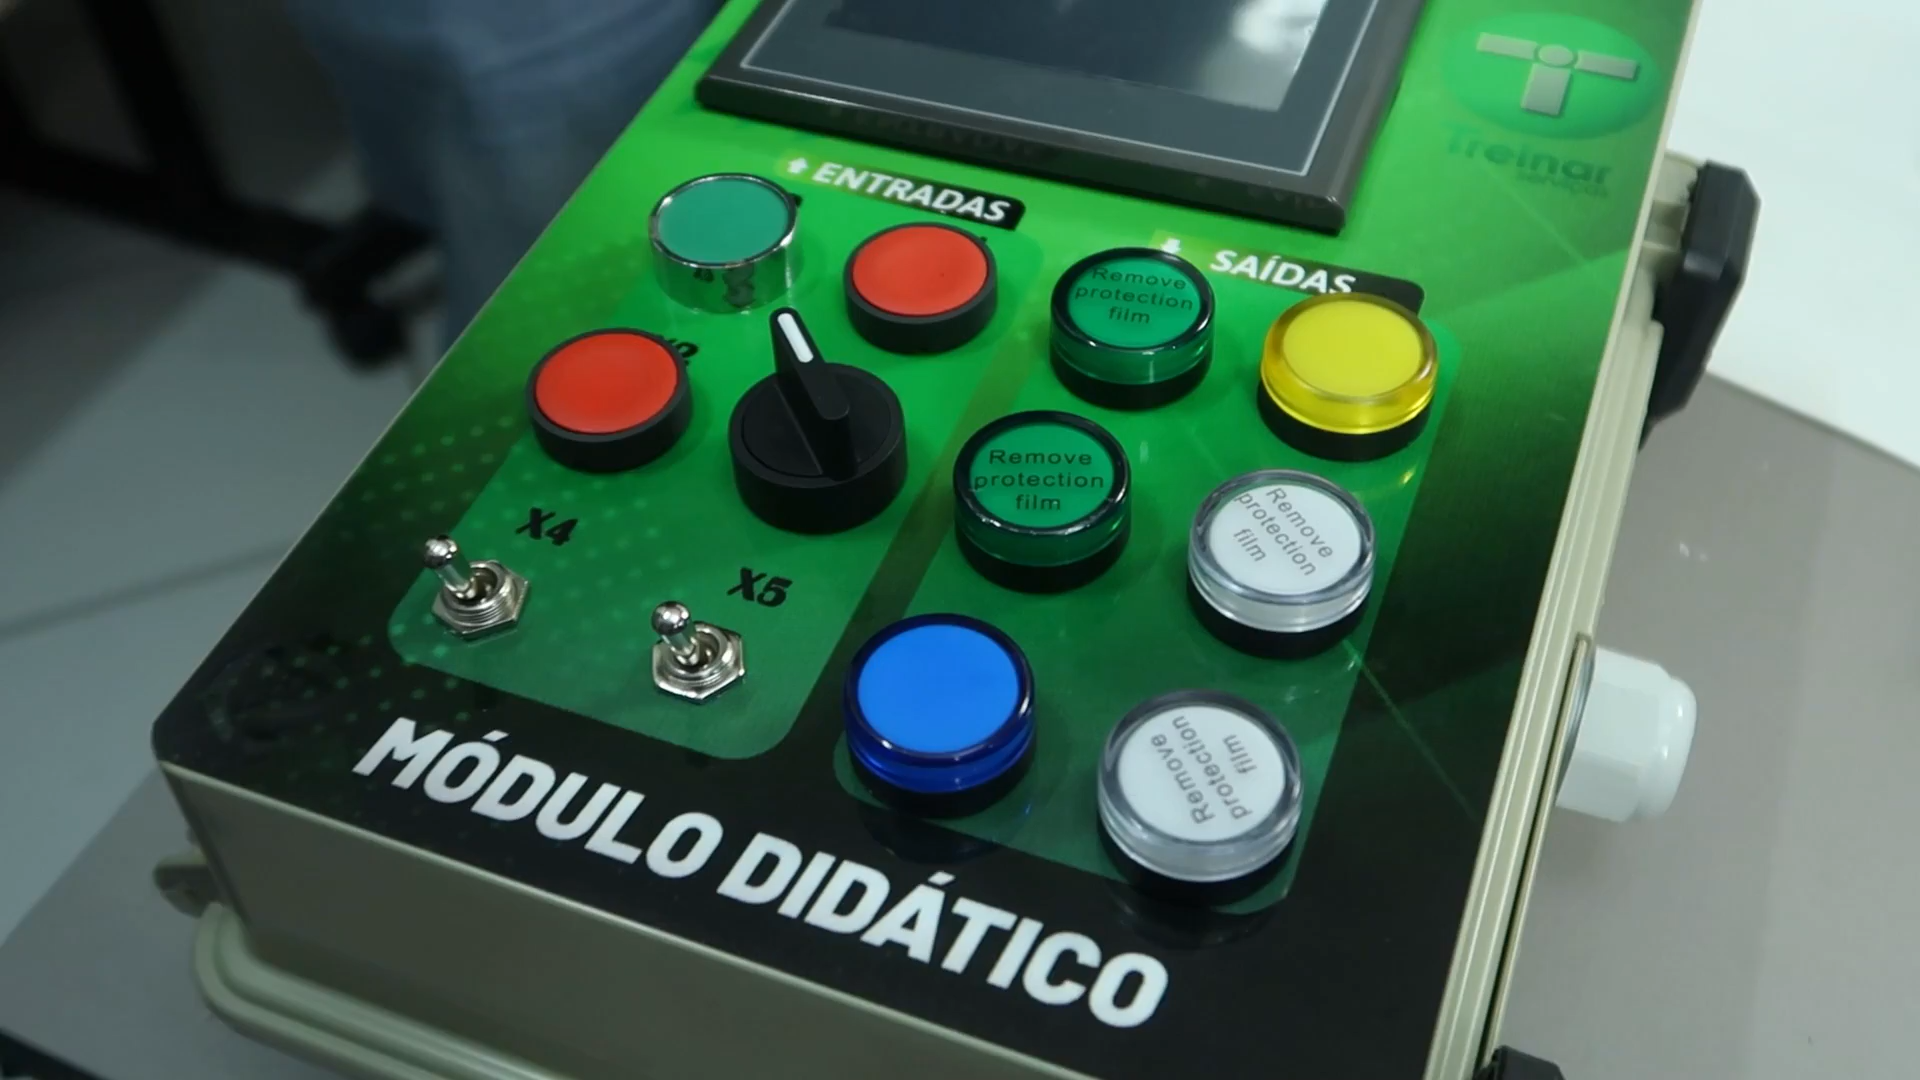 Treinar
serviços
ENTRADAS
SAÍDAS
Remove
protection
film
Remove
protection
film
Remove
protection
film
X4
X5
Remove
protection
film
MÓDULO DIDÁTICO